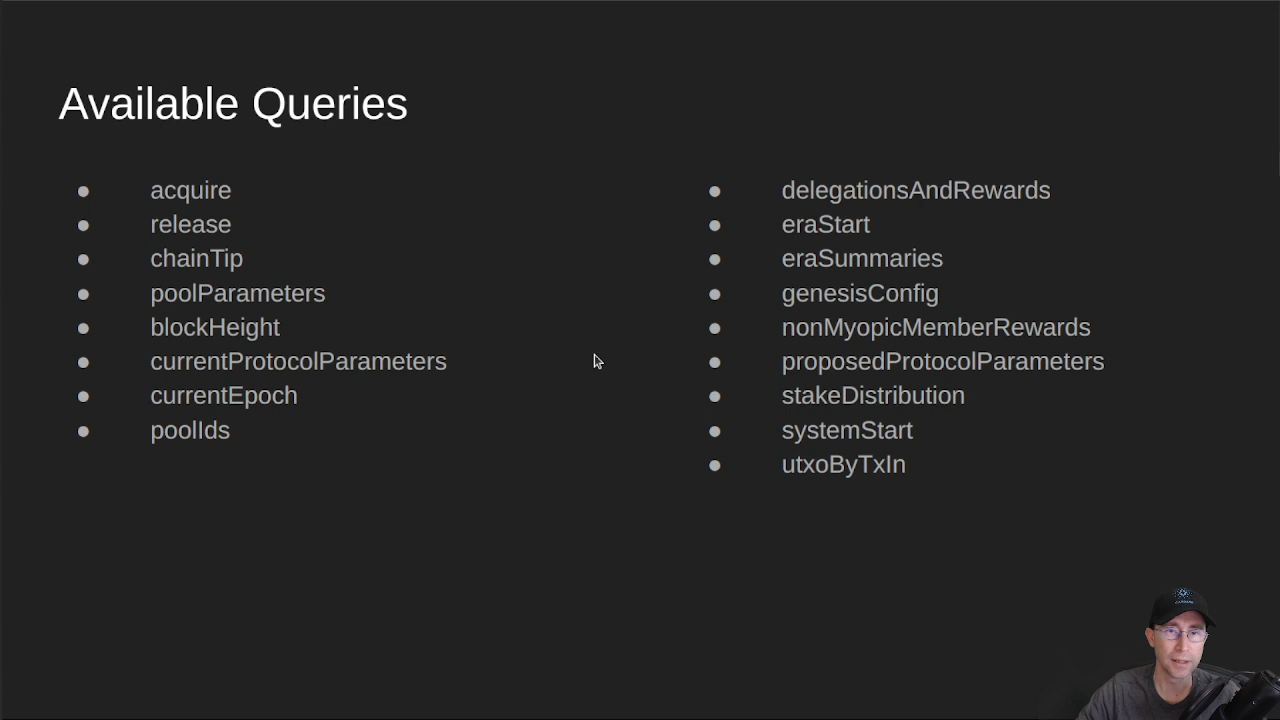 Available Queries
acquire
release
chainTip
poolParameters
blockHeight
currentProtocolParameters
currentEpoch
poolIds
delegationsAndRewards
eraStart
eraSummaries
genesisConfig
nonMyopicMemberRewards
proposedProtocolParameters
stakeDistribution
systemStart
utxoByTxIn